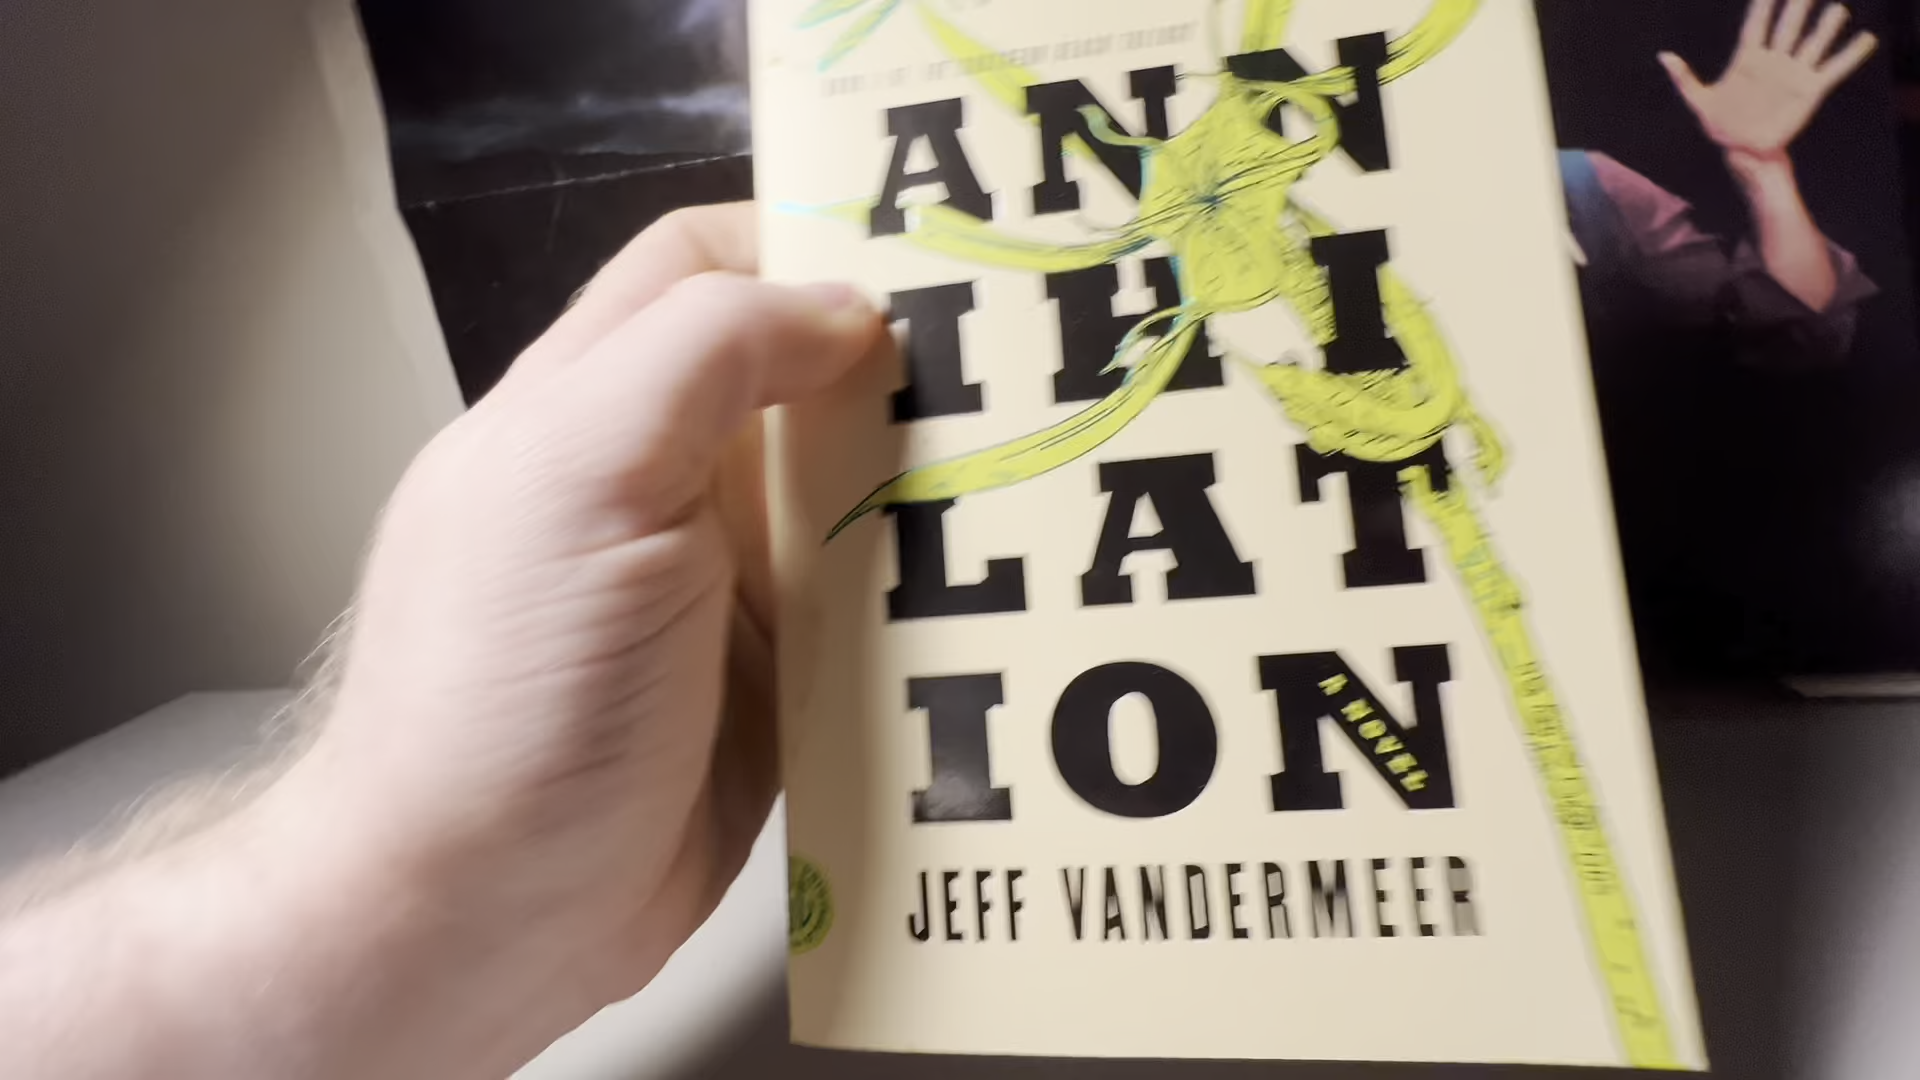 ANN
IHI
LAT
ION
A NOVEL
JEFF VANDERMEER